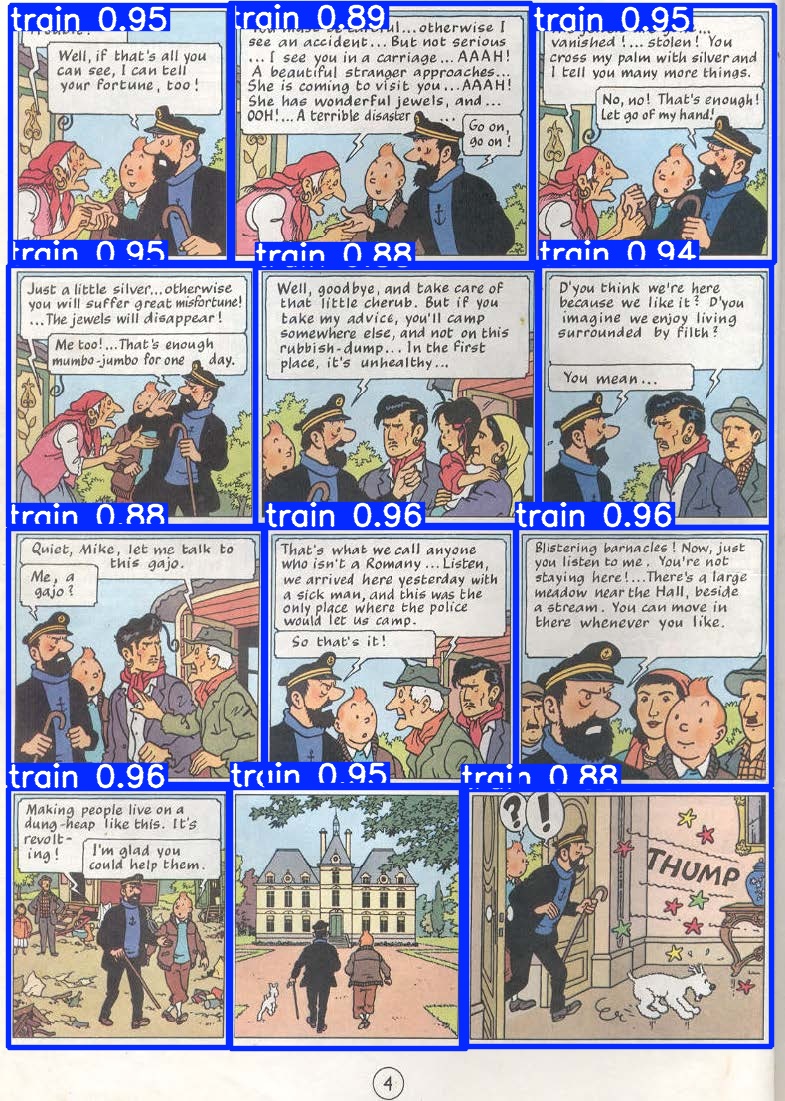 train 0.95
Well, if that's all you
can see, I can tell
your fortune, too!
train 0.89
You must be careful...otherwise I
see an accident... But not serious
... I see you in a carriage... AAAH!
A beautiful stranger approaches...
She is coming to visit you... AAAH!
She has wonderful jewels, and ...
OOH!... A terrible disaster ...
Go on,
go on!
train 0.95
vanished!... stolen! You
cross my palm with silver and
I tell you many more things.
No, no! That's enough!
Let go of my hand!
train 0.95
Just a little silver...otherwise
you will suffer great misfortune!
...The jewels will disappear!
Me too!...That's enough
mumbo-jumbo for one day.
train 0.88
Well, goodbye, and take care of
that little cherub. But if you
take my advice, you'll camp
somewhere else, and not on this
rubbish-dump... In the first
place, it's unhealthy...
train 0.94
D'you think we're here
because we like it? D'you
imagine we enjoy living
surrounded by filth?
You mean...
train 0.88
Quiet, Mike, let me talk to
this gajo.
Me, a
gajo?
train 0.96
That's what we call anyone
who isn't a Romany ... Listen,
we arrived here yesterday with
a sick man, and this was the
only place where the police
would let us camp.
So that's it!
train 0.96
Blistering barnacles! Now, just
you listen to me. You're not
staying here!...There's a large
meadow near the Hall, beside
a stream. You can move in
there whenever you like.
train 0.96
Making people live on a
dung-heap like this. It's
revolt-
ing!
I'm glad you
could help them.
train 0.95
train 0.88
?
!
THUMP
4